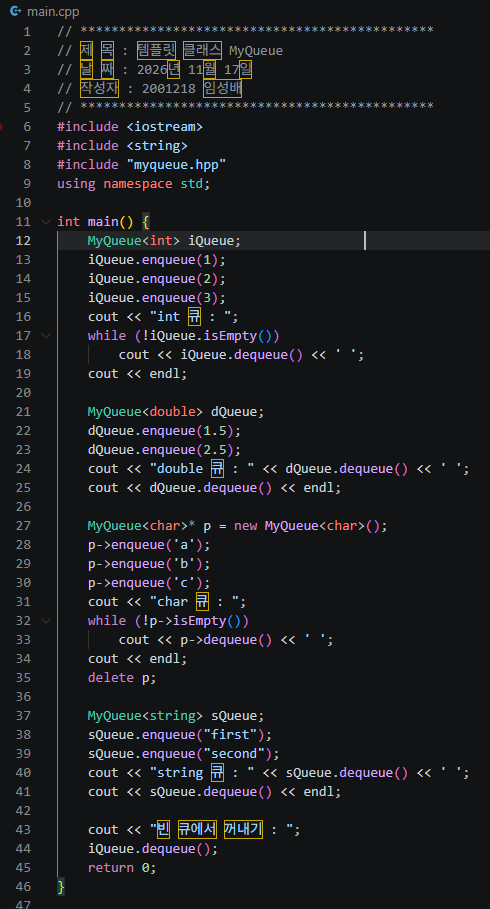 main.cpp
1 // **********************************************
2 // 제 목 : 템플릿 클래스 MyQueue
3 // 날 짜 : 2026년 11월 17일
4 // 작성자 : 2001218 임성배
5 // **********************************************
6 #include <iostream>
7 #include <string>
8 #include "myqueue.hpp"
9 using namespace std;
10
11 int main() {
12     MyQueue<int> iQueue;
13     iQueue.enqueue(1);
14     iQueue.enqueue(2);
15     iQueue.enqueue(3);
16     cout << "int 큐 : ";
17     while (!iQueue.isEmpty())
18         cout << iQueue.dequeue() << ' ';
19     cout << endl;
20
21     MyQueue<double> dQueue;
22     dQueue.enqueue(1.5);
23     dQueue.enqueue(2.5);
24     cout << "double 큐 : " << dQueue.dequeue() << ' ';
25     cout << dQueue.dequeue() << endl;
26
27     MyQueue<char>* p = new MyQueue<char>();
28     p->enqueue('a');
29     p->enqueue('b');
30     p->enqueue('c');
31     cout << "char 큐 : ";
32     while (!p->isEmpty())
33         cout << p->dequeue() << ' ';
34     cout << endl;
35     delete p;
36
37     MyQueue<string> sQueue;
38     sQueue.enqueue("first");
39     sQueue.enqueue("second");
40     cout << "string 큐 : " << sQueue.dequeue() << ' ';
41     cout << sQueue.dequeue() << endl;
42
43     cout << "빈 큐에서 꺼내기 : ";
44     iQueue.dequeue();
45     return 0;
46 }
47